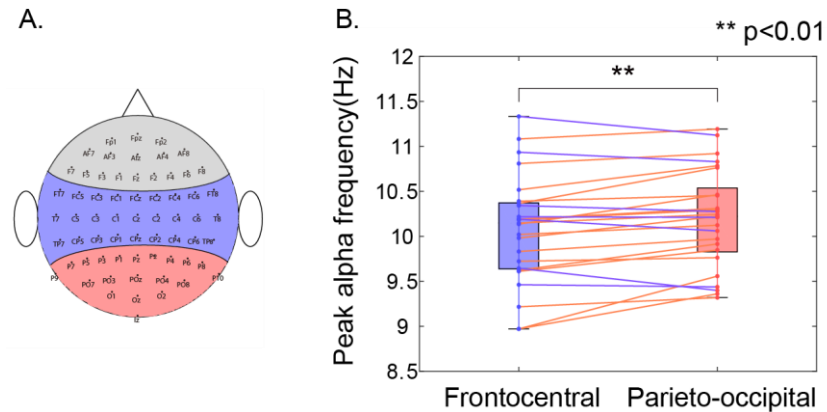 A.
B.
** p<0.01
Fp1 Fpz Fp2
AF7 AF3 Afz AF4 AF8
F7 F5 F3 F1 Fz F2 F4 F6 F8
FT7 FC5 FC3 FC1 FCz FC2 FC4 FC6 FT8
T7 C5 C3 C1 Cz C2 C4 C6 T8
TP7 CP5 CP3 CP1 CPz CP2 CP4 CP6 TP8
P9 P7 P5 P3 P1 Pz P2 P4 P6 P8
PO7 PO3 POz PO4 PO8
O1 Oz O2
Iz
Peak alpha frequency(Hz)
12
11.5
11
10.5
10
9.5
9
8.5
**
Frontocentral
Parieto-occipital